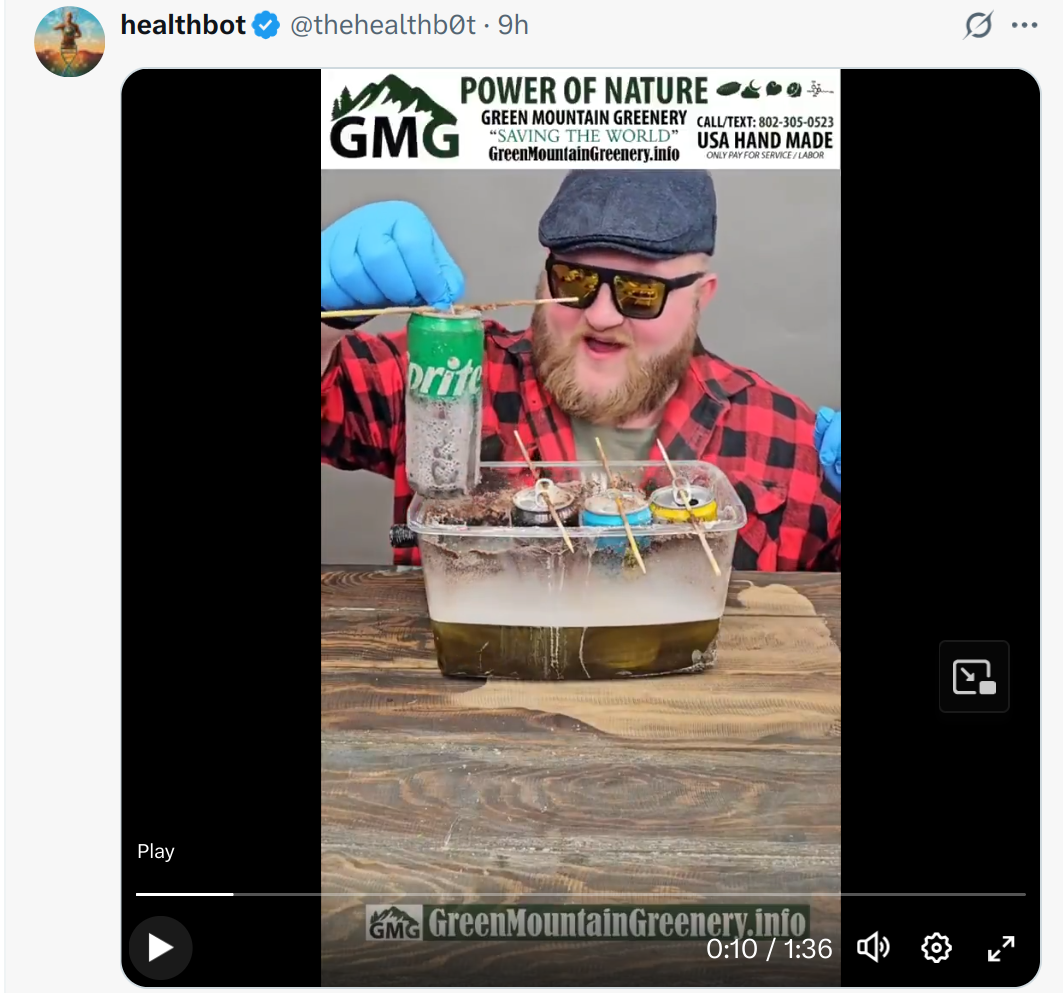 healthbot @thehealthb0t · 9h
GMG
POWER OF NATURE
GREEN MOUNTAIN GREENERY
"SAVING THE WORLD"
GreenMountainGreenery.info
CALL/TEXT: 802-305-0523
USA HAND MADE
ONLY PAY FOR SERVICE / LABOR
prite
Play
GMG GreenMountainGreenery.info
0:10 / 1:36